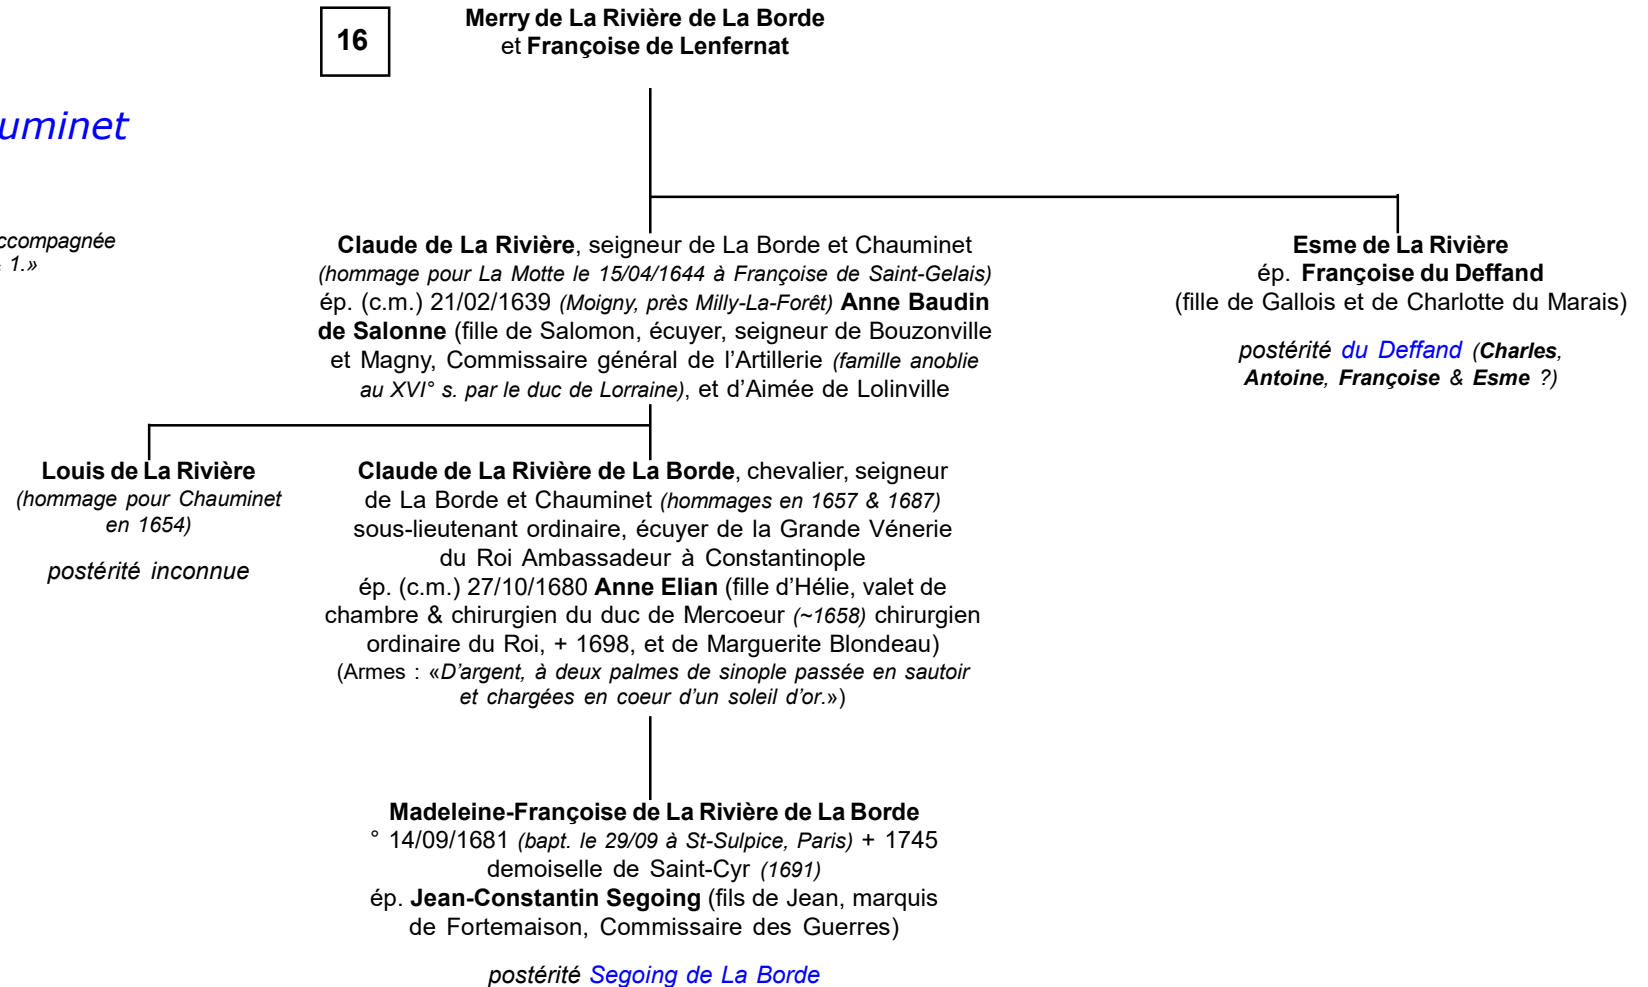 16
Merry de La Rivière de La Borde
et Françoise de Lenfernat
uminet
ccompagnée
1.»
Claude de La Rivière, seigneur de La Borde et Chauminet
(hommage pour La Motte le 15/04/1644 à Françoise de Saint-Gelais)
ép. (c.m.) 21/02/1639 (Moigny, près Milly-La-Forêt) Anne Baudin
de Salonne (fille de Salomon, écuyer, seigneur de Bouzonville
et Magny, Commissaire général de l'Artillerie (famille anoblie
au XVI° s. par le duc de Lorraine), et d'Aimée de Lolinville
Esme de La Rivière
ép. Françoise du Deffand
(fille de Gallois et de Charlotte du Marais)
postérité du Deffand (Charles,
Antoine, Françoise & Esme ?)
Louis de La Rivière
(hommage pour Chauminet
en 1654)
postérité inconnue
Claude de La Rivière de La Borde, chevalier, seigneur
de La Borde et Chauminet (hommages en 1657 & 1687)
sous-lieutenant ordinaire, écuyer de la Grande Vénerie
du Roi Ambassadeur à Constantinople
ép. (c.m.) 27/10/1680 Anne Elian (fille d'Hélie, valet de
chambre & chirurgien du duc de Mercoeur (~1658) chirurgien
ordinaire du Roi, + 1698, et de Marguerite Blondeau)
(Armes : «D'argent, à deux palmes de sinople passée en sautoir
et chargées en coeur d'un soleil d'or.»)
Madeleine-Françoise de La Rivière de La Borde
° 14/09/1681 (bapt. le 29/09 à St-Sulpice, Paris) + 1745
demoiselle de Saint-Cyr (1691)
ép. Jean-Constantin Segoing (fils de Jean, marquis
de Fortemaison, Commissaire des Guerres)
postérité Segoing de La Borde